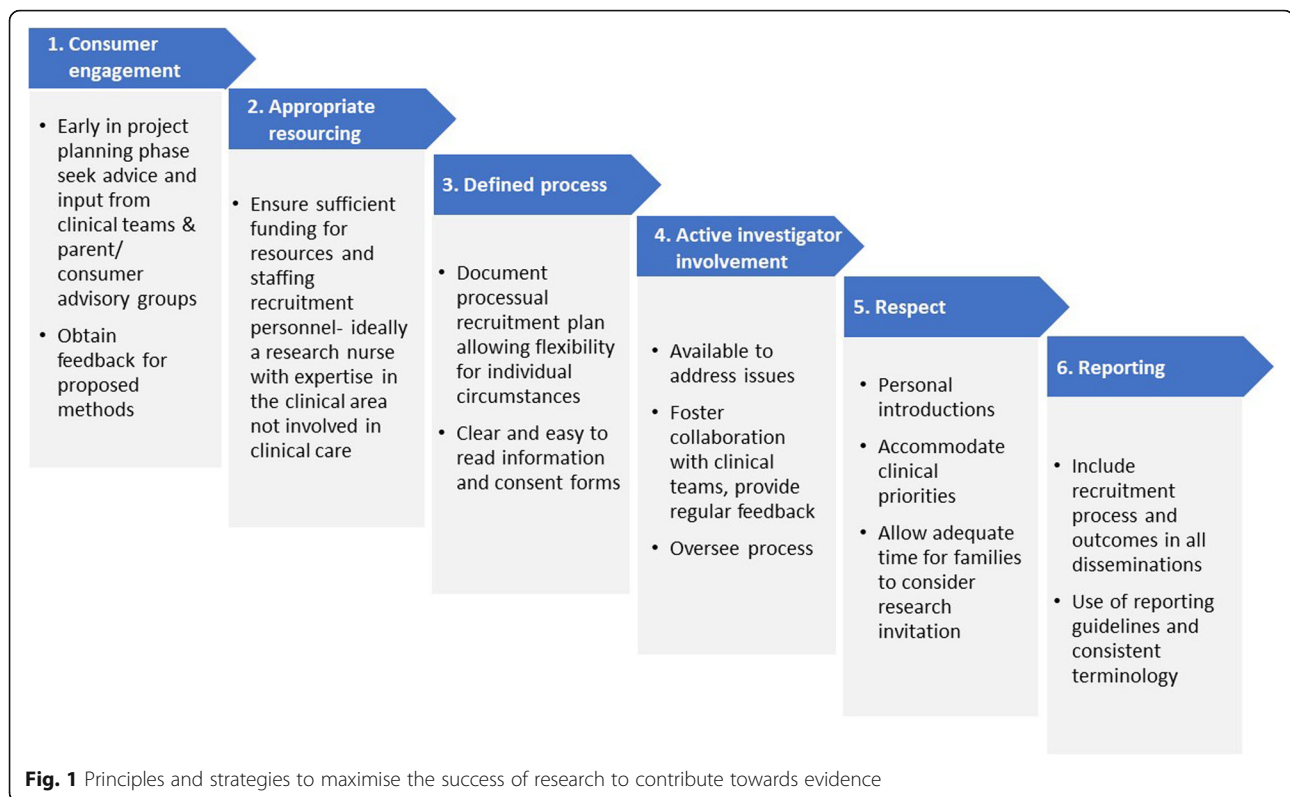 1. Consumer
engagement
• Early in project
planning phase
seek advice and
input from
clinical teams &
parent/
consumer
advisory groups
• Obtain
feedback for
proposed
methods
2. Appropriate
resourcing
• Ensure sufficient
funding for
resources and
staffing
recruitment
personnel- ideally
a research nurse
with expertise in
the clinical area
not involved in
clinical care
3. Defined process
• Document
processual
recruitment plan
allowing flexibility
for individual
circumstances
• Clear and easy to
read information
and consent forms
4. Active investigator
involvement
• Available to
address issues
• Foster
collaboration
with clinical
teams, provide
regular feedback
• Oversee process
5. Respect
• Personal
introductions
• Accommodate
clinical
priorities
• Allow adequate
time for families
to consider
research
invitation
6. Reporting
• Include
recruitment
process and
outcomes in all
disseminations
• Use of reporting
guidelines and
consistent
terminology
Fig. 1 Principles and strategies to maximise the success of research to contribute towards evidence